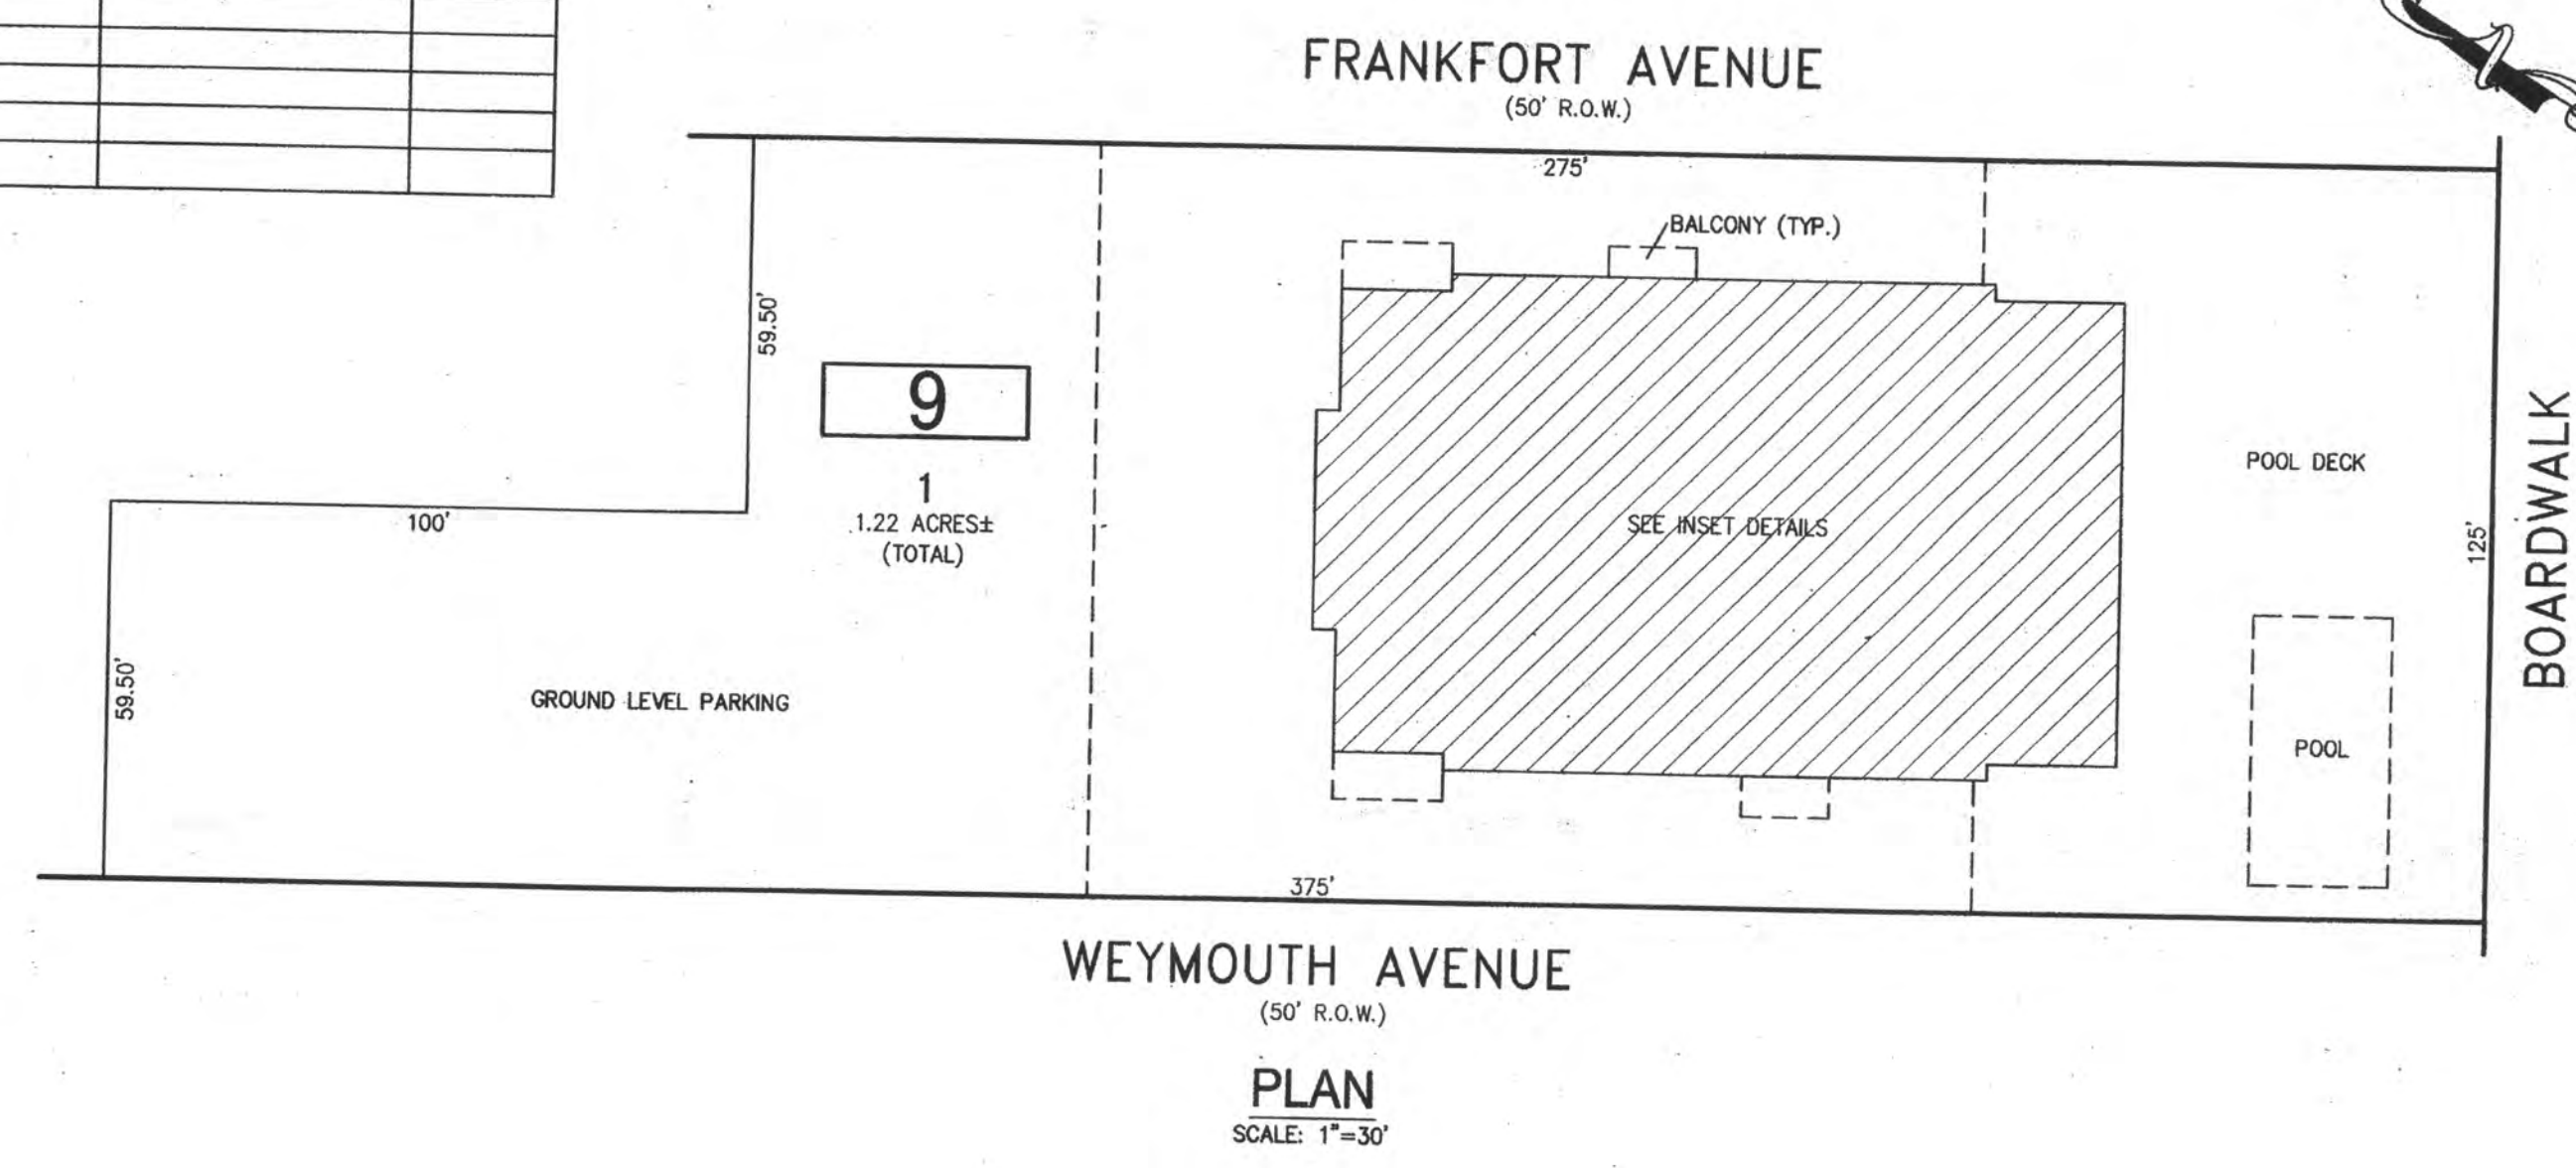 FRANKFORT AVENUE
(50' R.O.W.)
275'
BALCONY (TYP.)
59.50'
9
1
1.22 ACRES±
(TOTAL)
100'
SEE INSET DETAILS
POOL DECK
125'
BOARDWALK
59.50'
GROUND LEVEL PARKING
POOL
375'
WEYMOUTH AVENUE
(50' R.O.W.)
PLAN
SCALE: 1"=30'